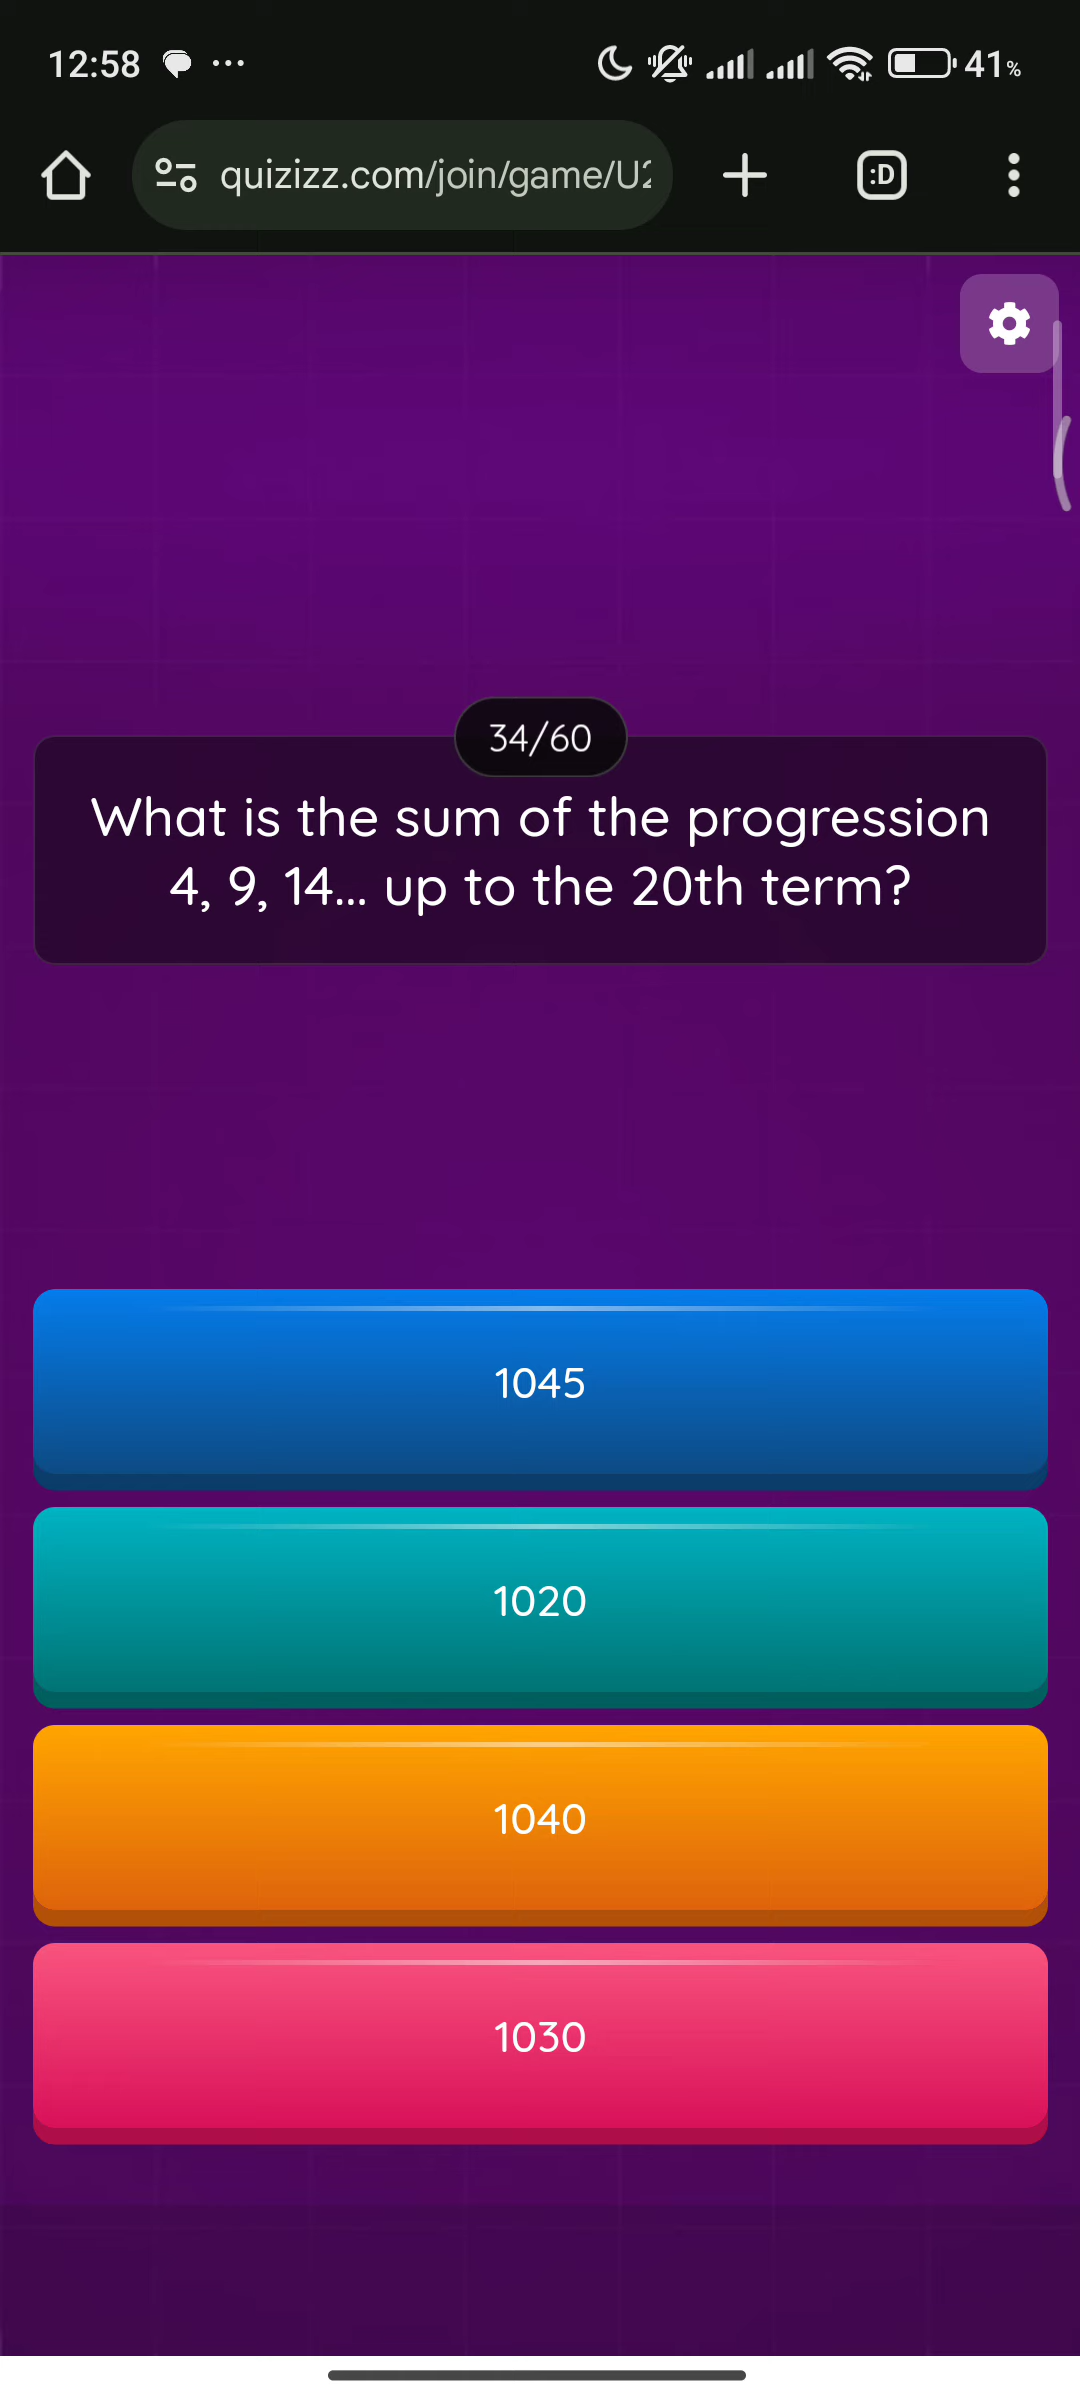 12:58 ... 41%
quizizz.com/join/game/U2
:D
34/60
What is the sum of the progression
4, 9, 14... up to the 20th term?
1045
1020
1040
1030